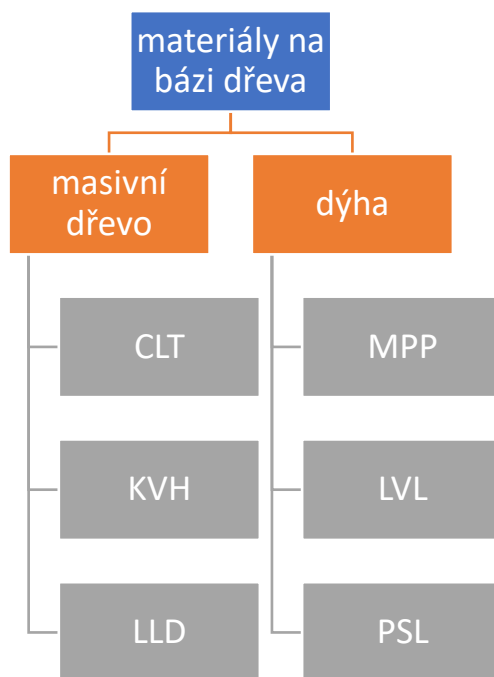 materiály na
bázi dřeva
masivní
dřevo
dýha
CLT
MPP
KVH
LVL
LLD
PSL